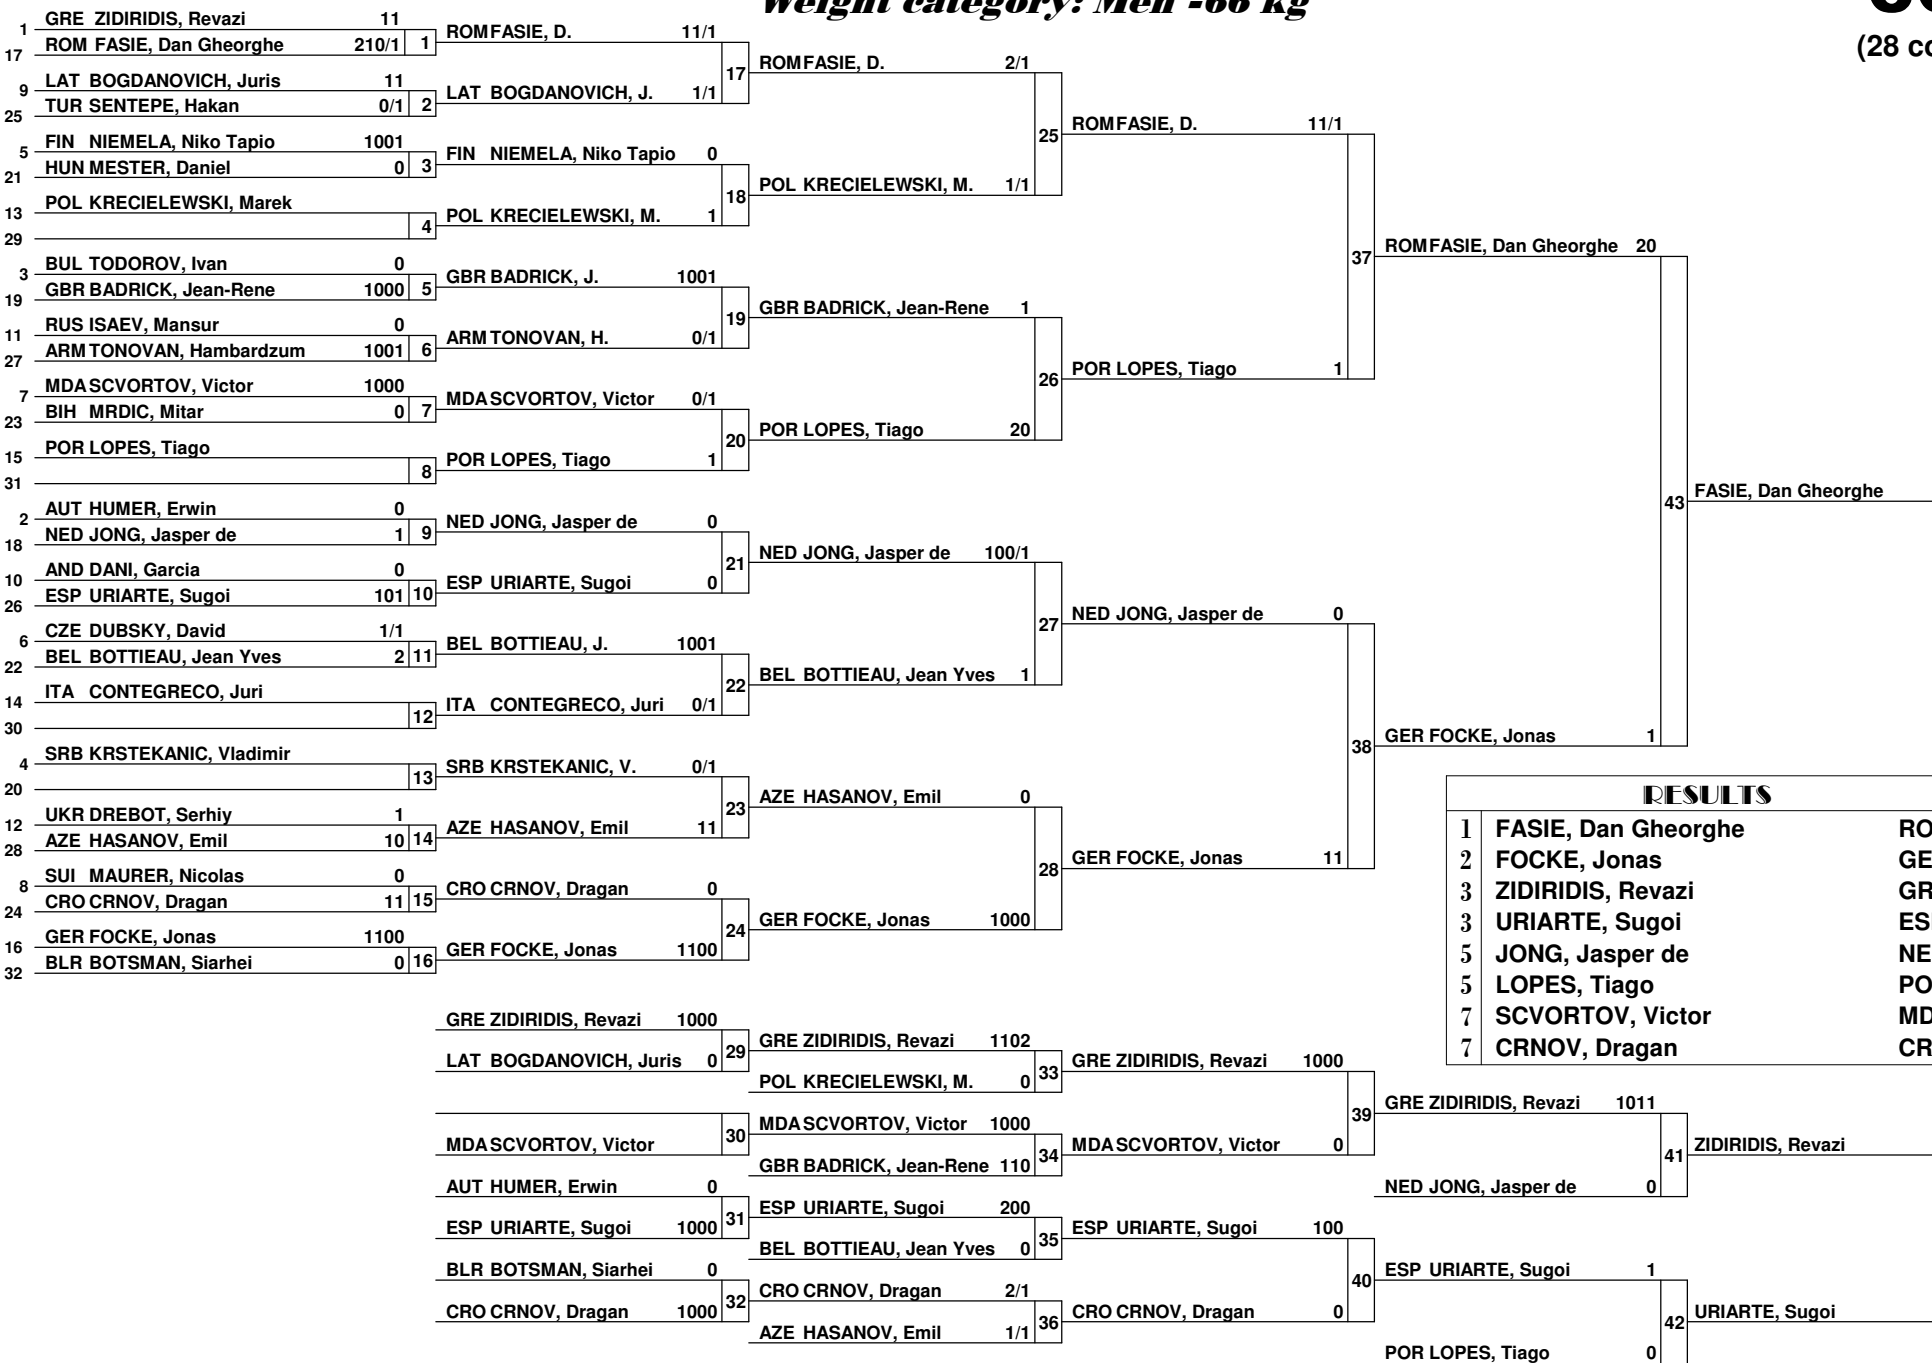 Weight category: Men -66 kg
(28 co
1 GRE ZIDIRIDIS, Revazi 11
17 ROM FASIE, Dan Gheorghe 210/1 1
9 LAT BOGDANOVICH, Juris 11
25 TUR SENTEPE, Hakan 0/1 2
5 FIN NIEMELA, Niko Tapio 1001
21 HUN MESTER, Daniel 0 3
13 POL KRECIELEWSKI, Marek
29 4
3 BUL TODOROV, Ivan 0
19 GBR BADRICK, Jean-Rene 1000 5
11 RUS ISAEV, Mansur 0
27 ARM TONOVAN, Hambardzum 1001 6
7 MDA SCVORTOV, Victor 1000
23 BIH MRDIC, Mitar 0 7
15 POR LOPES, Tiago
31 8
2 AUT HUMER, Erwin 0
18 NED JONG, Jasper de 1 9
10 AND DANI, Garcia 0
26 ESP URIARTE, Sugoi 101 10
6 CZE DUBSKY, David 1/1
22 BEL BOTTIEAU, Jean Yves 2 11
14 ITA CONTEGRECO, Juri
30 12
4 SRB KRSTEKANIC, Vladimir
20 13
12 UKR DREBOT, Serhiy 1
28 AZE HASANOV, Emil 10 14
8 SUI MAURER, Nicolas 0
24 CRO CRNOV, Dragan 11 15
16 GER FOCKE, Jonas 1100
32 BLR BOTSMAN, Siarhei 0 16
ROM FASIE, D. 11/1
17
LAT BOGDANOVICH, J. 1/1
FIN NIEMELA, Niko Tapio 0
18
POL KRECIELEWSKI, M. 1
GBR BADRICK, J. 1001
19
ARM TONOVAN, H. 0/1
MDA SCVORTOV, Victor 0/1
20
POR LOPES, Tiago 1
NED JONG, Jasper de 0
21
ESP URIARTE, Sugoi 0
BEL BOTTIEAU, J. 1001
22
ITA CONTEGRECO, Juri 0/1
SRB KRSTEKANIC, V. 0/1
23
AZE HASANOV, Emil 11
CRO CRNOV, Dragan 0
24
GER FOCKE, Jonas 1100
ROM FASIE, D. 2/1
25
POL KRECIELEWSKI, M. 1/1
GBR BADRICK, Jean-Rene 1
26
POR LOPES, Tiago 20
NED JONG, Jasper de 100/1
27
BEL BOTTIEAU, Jean Yves 1
AZE HASANOV, Emil 0
28
GER FOCKE, Jonas 1000
ROM FASIE, D. 11/1
37
POR LOPES, Tiago 1
NED JONG, Jasper de 0
38
GER FOCKE, Jonas 11
ROM FASIE, Dan Gheorghe 20
43
GER FOCKE, Jonas 1
FASIE, Dan Gheorghe
RESULTS
1 FASIE, Dan Gheorghe RO
2 FOCKE, Jonas GE
3 ZIDIRIDIS, Revazi GR
3 URIARTE, Sugoi ES
5 JONG, Jasper de NE
5 LOPES, Tiago PO
7 SCVORTOV, Victor MD
7 CRNOV, Dragan CR
GRE ZIDIRIDIS, Revazi 1000
29
LAT BOGDANOVICH, Juris 0
30
MDA SCVORTOV, Victor
AUT HUMER, Erwin 0
31
ESP URIARTE, Sugoi 1000
BLR BOTSMAN, Siarhei 0
32
CRO CRNOV, Dragan 1000
GRE ZIDIRIDIS, Revazi 1102
33
POL KRECIELEWSKI, M. 0
MDA SCVORTOV, Victor 1000
34
GBR BADRICK, Jean-Rene 110
ESP URIARTE, Sugoi 200
35
BEL BOTTIEAU, Jean Yves 0
CRO CRNOV, Dragan 2/1
36
AZE HASANOV, Emil 1/1
GRE ZIDIRIDIS, Revazi 1000
39
MDA SCVORTOV, Victor 0
ESP URIARTE, Sugoi 100
40
CRO CRNOV, Dragan 0
GRE ZIDIRIDIS, Revazi 1011
41
NED JONG, Jasper de 0
ESP URIARTE, Sugoi 1
42
POR LOPES, Tiago 0
ZIDIRIDIS, Revazi
URIARTE, Sugoi